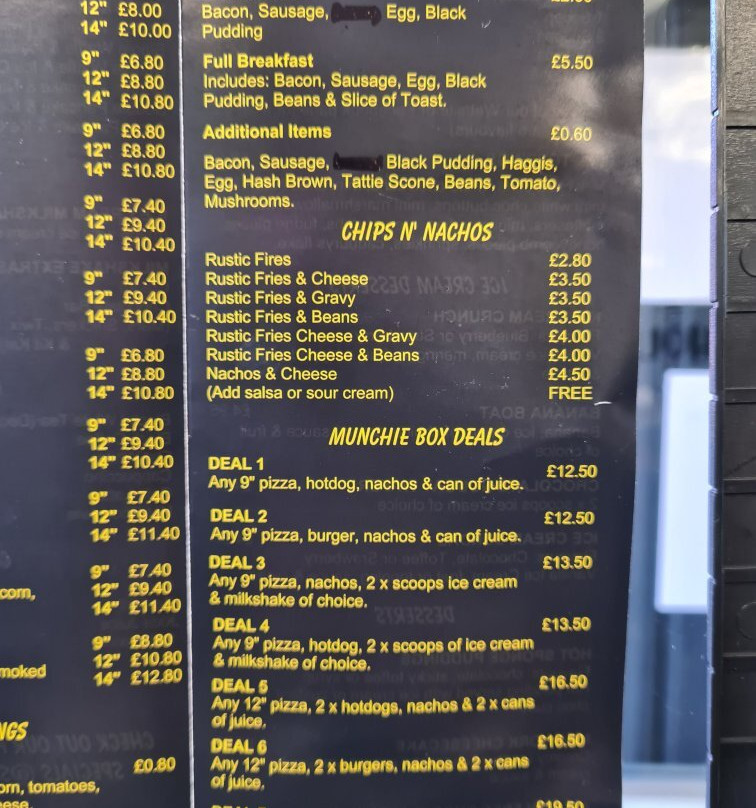 12" £8.00
14" £10.00
9" £6.80
12" £8.80
14" £10.80
9" £6.80
12" £8.80
14" £10.80
9" £7.40
12" £9.40
14" £10.40
9" £7.40
12" £9.40
14" £10.40
9" £6.80
12" £8.80
14" £10.80
9" £7.40
12" £9.40
14" £10.40
9" £7.40
12" £9.40
14" £11.40
9" £7.40
com, 12" £9.40
14" £11.40
9" £8.80
12" £10.80
moked 14" £12.80
NGS
£0.80
orn, tomatoes,
Bacon, Sausage, Egg, Black
Pudding
Full Breakfast £5.50
Includes: Bacon, Sausage, Egg, Black
Pudding, Beans & Slice of Toast.
Additional Items £0.60
Bacon, Sausage, Black Pudding, Haggis,
Egg, Hash Brown, Tattie Scone, Beans, Tomato,
Mushrooms.
CHIPS N' NACHOS
Rustic Fires £2.80
Rustic Fries & Cheese £3.50
Rustic Fries & Gravy £3.50
Rustic Fries & Beans £3.50
Rustic Fries Cheese & Gravy £4.00
Rustic Fries Cheese & Beans £4.00
Nachos & Cheese £4.50
(Add salsa or sour cream) FREE
MUNCHIE BOX DEALS
DEAL 1 £12.50
Any 9" pizza, hotdog, nachos & can of juice.
DEAL 2 £12.50
Any 9" pizza, burger, nachos & can of juice.
DEAL 3 £13.50
Any 9" pizza, nachos, 2 x scoops ice cream
& milkshake of choice.
DEAL 4 £13.50
Any 9" pizza, hotdog, 2 x scoops of ice cream
& milkshake of choice.
DEAL 5 £16.50
Any 12" pizza, 2 x hotdogs, nachos & 2 x cans
of juice.
DEAL 6 £16.50
Any 12" pizza, 2 x burgers, nachos & 2 x cans
of juice.
£19.50